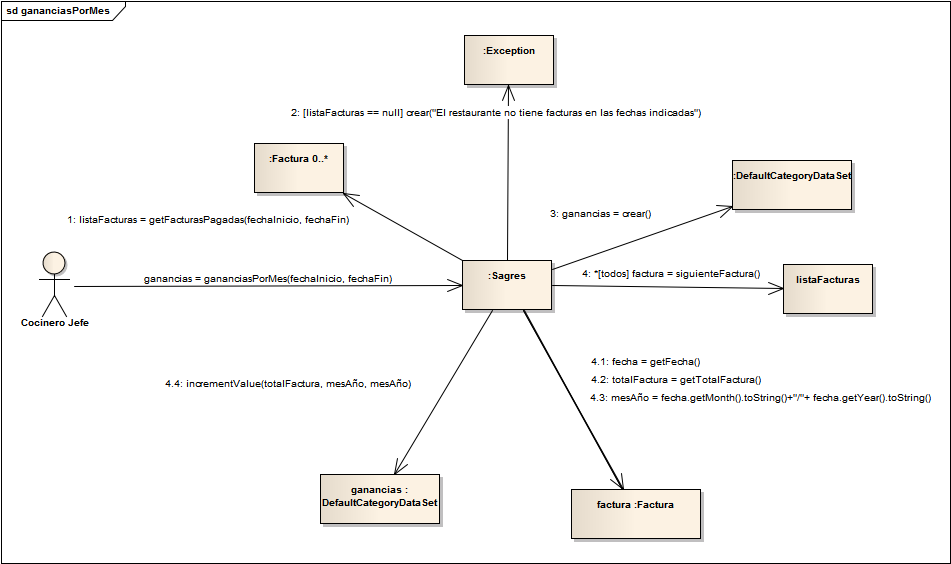 sd gananciasPorMes
:Exception
2: [listaFacturas == null] crear("El restaurante no tiene facturas en las fechas indicadas")
:Factura 0..*
:DefaultCategoryDataSet
1: listaFacturas = getFacturasPagadas(fechaInicio, fechaFin)
3: ganancias = crear()
:Sagres
4: *[todos] factura = siguienteFactura()
listaFacturas
ganancias = gananciasPorMes(fechaInicio, fechaFin)
Cocinero Jefe
4.1: fecha = getFecha()
4.2: totalFactura = getTotalFactura()
4.3: mesAño = fecha.getMonth().toString()+"/"+ fecha.getYear().toString()
4.4: incrementValue(totalFactura, mesAño, mesAño)
ganancias :
DefaultCategoryDataSet
factura :Factura